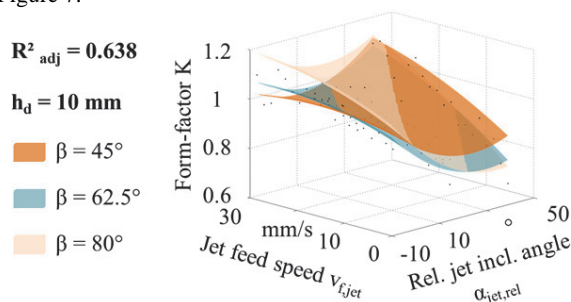 Figure 7.
R² adj = 0.638
h_d = 10 mm
β = 45°
β = 62.5°
β = 80°
Form-factor K
1.2
1
0.8
0.6
30
mm/s
10
0
Jet feed speed v_f,jet
-10
10
°
50
Rel. jet incl. angle
α_jet,rel